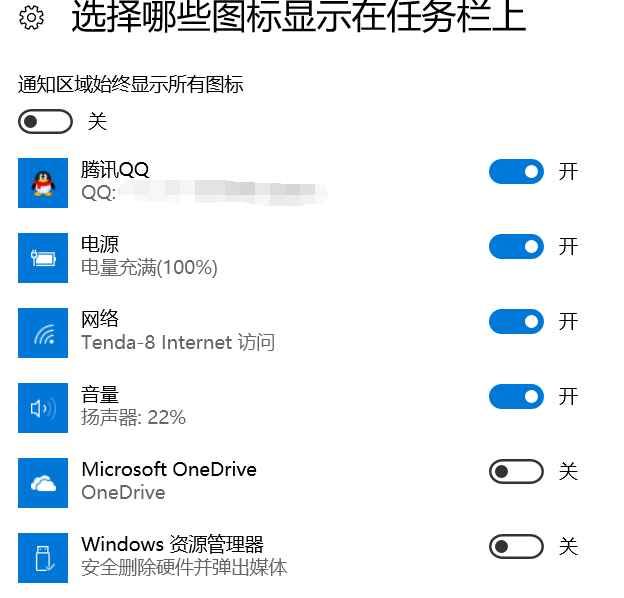 选择哪些图标显示在任务栏上
通知区域始终显示所有图标
关
腾讯QQ
开
QQ:
电源
开
电量充满(100%)
网络
开
Tenda-8 Internet 访问
音量
开
扬声器: 22%
Microsoft OneDrive
关
OneDrive
Windows 资源管理器
关
安全删除硬件并弹出媒体